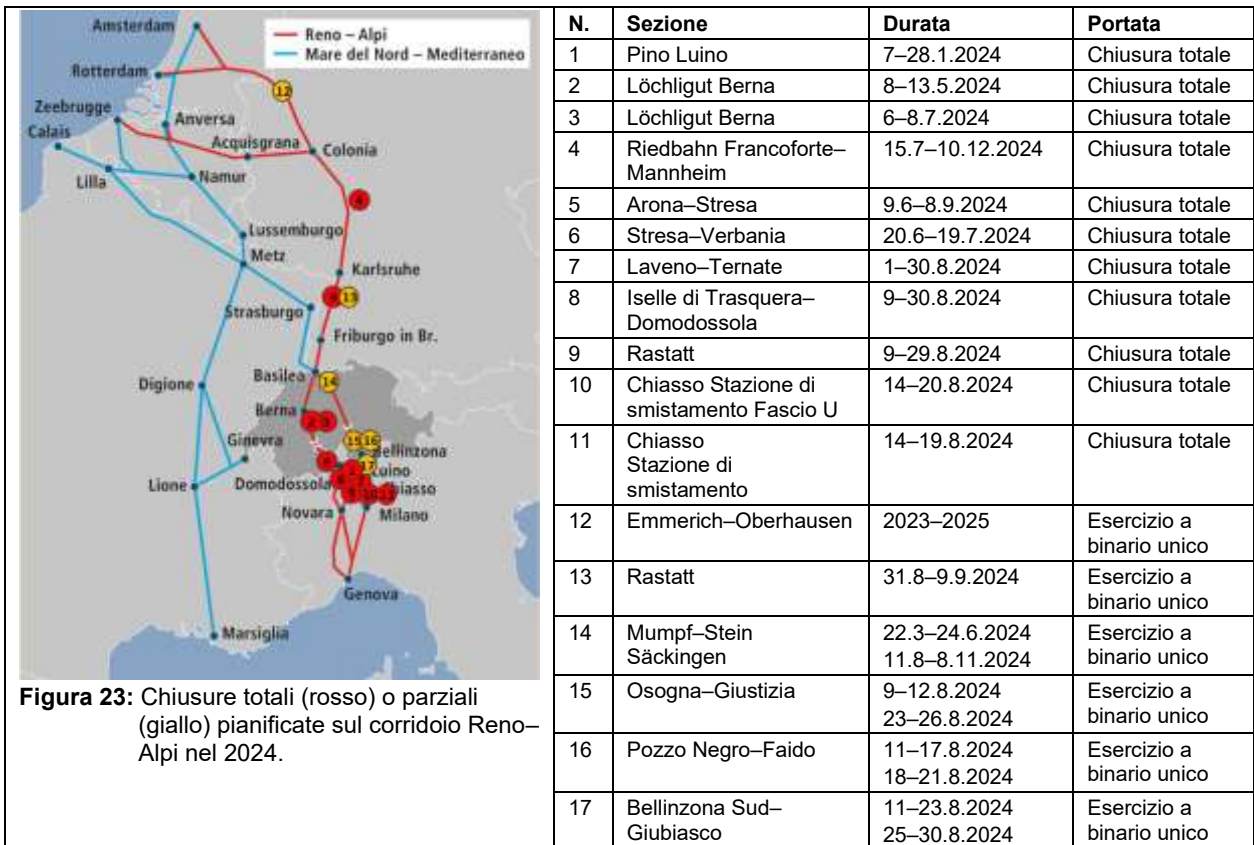 Amsterdam
Reno – Alpi
Mare del Nord – Mediterraneo
Rotterdam
12
Zeebrugge
Anversa
Calais
Acquisgrana
Colonia
Lilla
Namur
4
Lussemburgo
Metz
Karlsruhe
13
Strasburgo
Friburgo in Br.
Basilea
14
Digione
Berna
2 3
Ginevra
15 16
Bellinzona
17
Luino
Lione
Domodossola
10
Novara
Milano
Genova
Marsiglia
Figura 23: Chiusure totali (rosso) o parziali
(giallo) pianificate sul corridoio Reno–
Alpi nel 2024.
N. Sezione Durata Portata
1 Pino Luino 7–28.1.2024 Chiusura totale
2 Löchligut Berna 8–13.5.2024 Chiusura totale
3 Löchligut Berna 6–8.7.2024 Chiusura totale
4 Riedbahn Francoforte– 15.7–10.12.2024 Chiusura totale
Mannheim
5 Arona–Stresa 9.6–8.9.2024 Chiusura totale
6 Stresa–Verbania 20.6–19.7.2024 Chiusura totale
7 Laveno–Ternate 1–30.8.2024 Chiusura totale
8 Iselle di Trasquera– 9–30.8.2024 Chiusura totale
Domodossola
9 Rastatt 9–29.8.2024 Chiusura totale
10 Chiasso Stazione di 14–20.8.2024 Chiusura totale
smistamento Fascio U
11 Chiasso 14–19.8.2024 Chiusura totale
Stazione di
smistamento
12 Emmerich–Oberhausen 2023–2025 Esercizio a
binario unico
13 Rastatt 31.8–9.9.2024 Esercizio a
binario unico
14 Mumpf–Stein 22.3–24.6.2024 Esercizio a
Säckingen 11.8–8.11.2024 binario unico
15 Osogna–Giustizia 9–12.8.2024 Esercizio a
23–26.8.2024 binario unico
16 Pozzo Negro–Faido 11–17.8.2024 Esercizio a
18–21.8.2024 binario unico
17 Bellinzona Sud– 11–23.8.2024 Esercizio a
Giubiasco 25–30.8.2024 binario unico